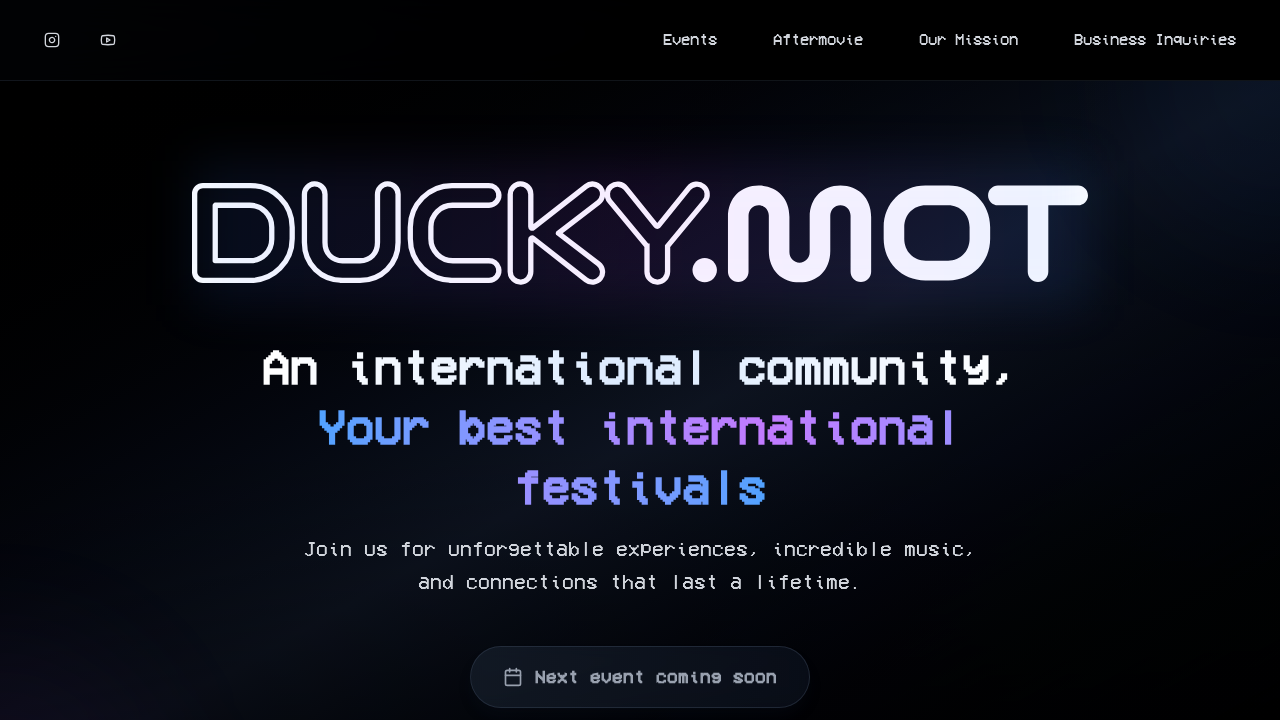 Events Aftermovie Our Mission Business Inquiries
DUCKY.MOT
An international community,
Your best international
festivals
Join us for unforgettable experiences, incredible music,
and connections that last a lifetime.
Next event coming soon